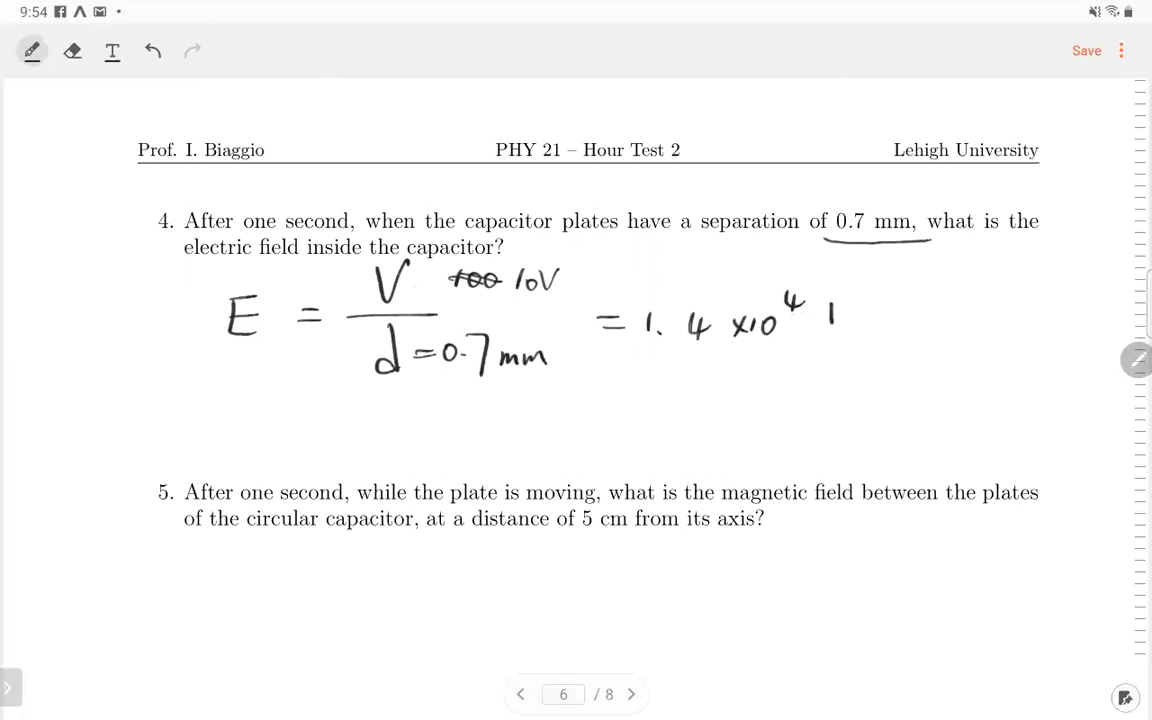 9:54
Save
Prof. I. Biaggio PHY 21 – Hour Test 2 Lehigh University
4. After one second, when the capacitor plates have a separation of 0.7 mm, what is the
electric field inside the capacitor?
E = V / d = 0.7 mm 100 10V = 1.4 ×10⁴ 1
5. After one second, while the plate is moving, what is the magnetic field between the plates
of the circular capacitor, at a distance of 5 cm from its axis?
6 / 8